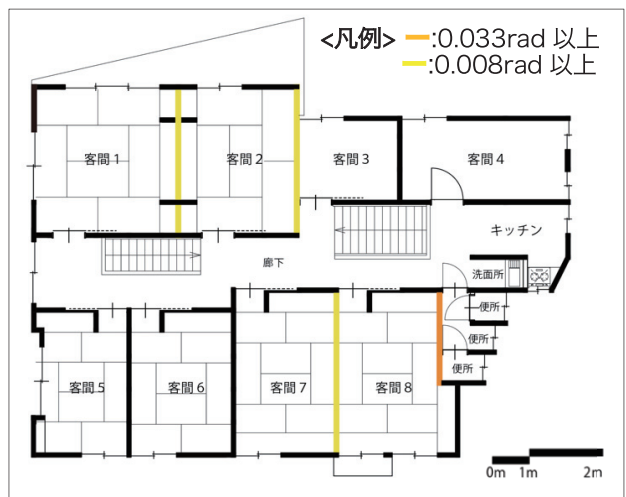 <凡例> :0.033rad 以上
:0.008rad 以上
客間 1
客間 2
客間 3
客間 4
キッチン
廊下
洗面所
便所
便所
便所
客間 5
客間 6
客間 7
客間 8
0m 1m 2m